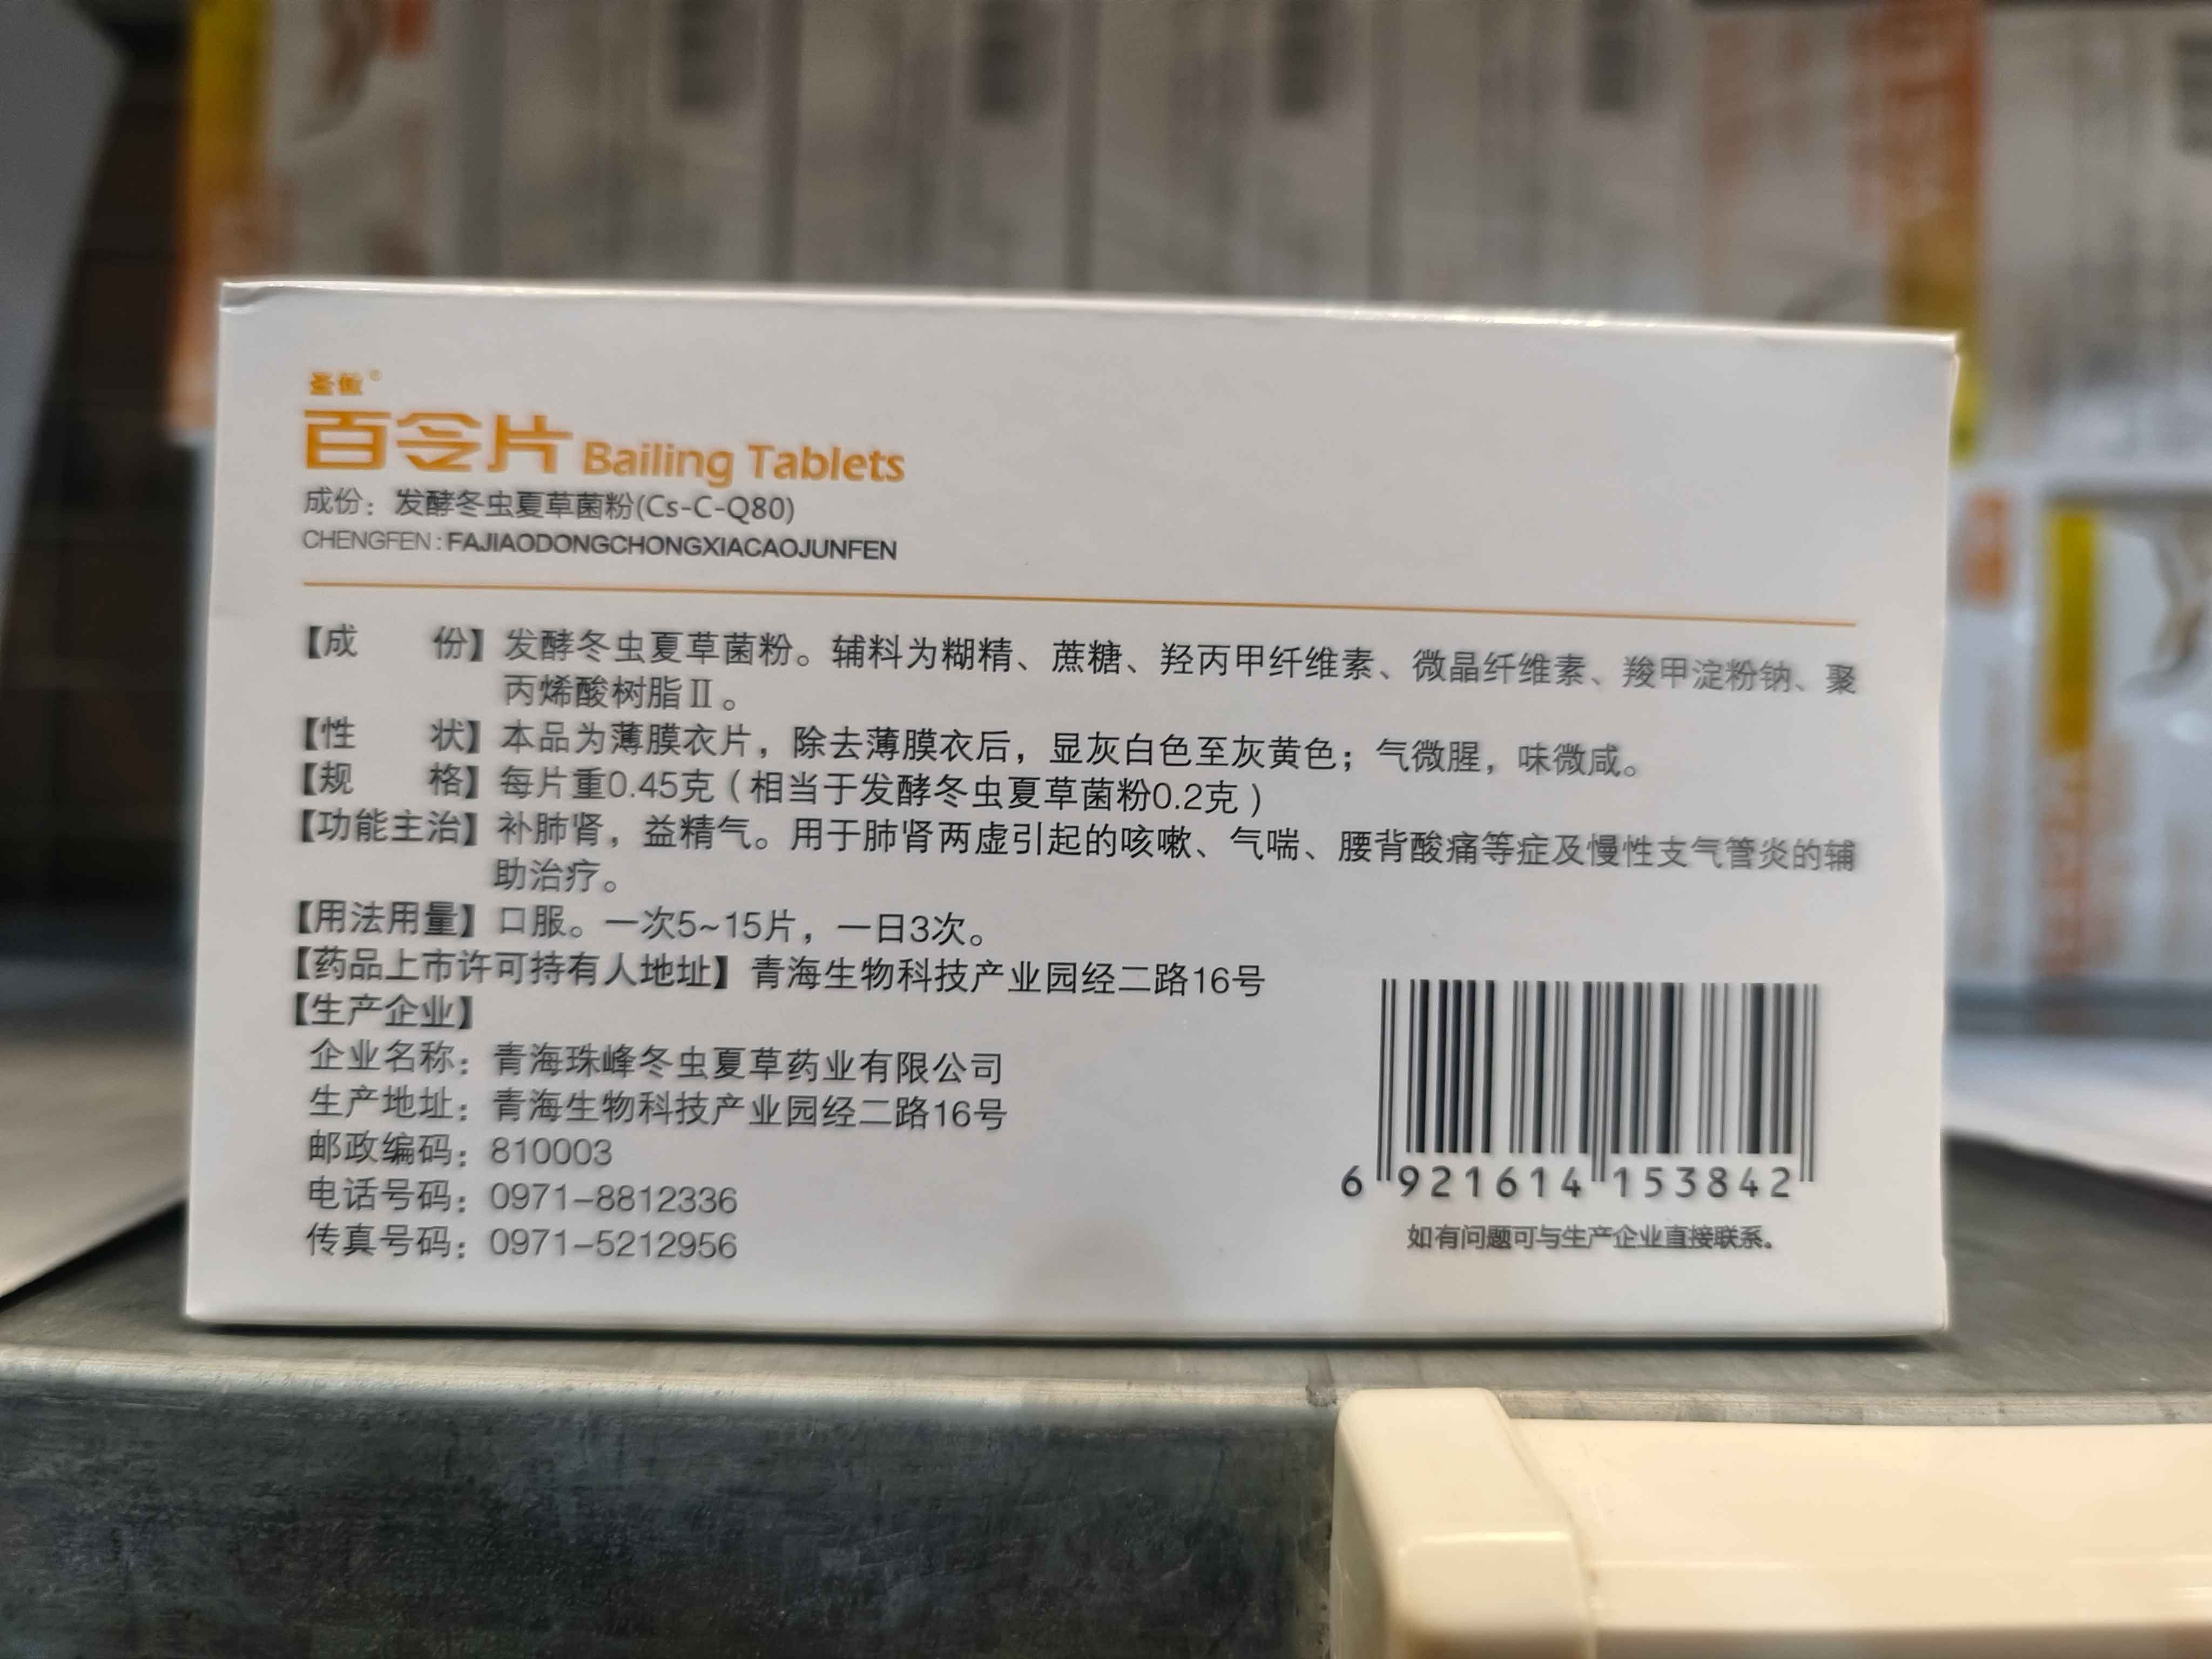 百令片 Bailing Tablets
成份：发酵冬虫夏草菌粉(Cs-C-Q80)
CHENGFEN:FAJIAODONGCHONGXIACAOJUNFEN
【成 份】发酵冬虫夏草菌粉。辅料为糊精、蔗糖、羟丙甲纤维素、微晶纤维素、羧甲淀粉钠、聚
丙烯酸树脂Ⅱ。
【性 状】本品为薄膜衣片，除去薄膜衣后，显灰白色至灰黄色；气微腥，味微咸。
【规 格】每片重0.45克（相当于发酵冬虫夏草菌粉0.2克）
【功能主治】补肺肾，益精气。用于肺肾两虚引起的咳嗽、气喘、腰背酸痛等症及慢性支气管炎的辅
助治疗。
【用法用量】口服。一次5~15片，一日3次。
【药品上市许可持有人地址】青海生物科技产业园经二路16号
【生产企业】
企业名称：青海珠峰冬虫夏草药业有限公司
生产地址：青海生物科技产业园经二路16号
邮政编码：810003
电话号码：0971-8812336
传真号码：0971-5212956
6 921614 153842
如有问题可与生产企业直接联系。